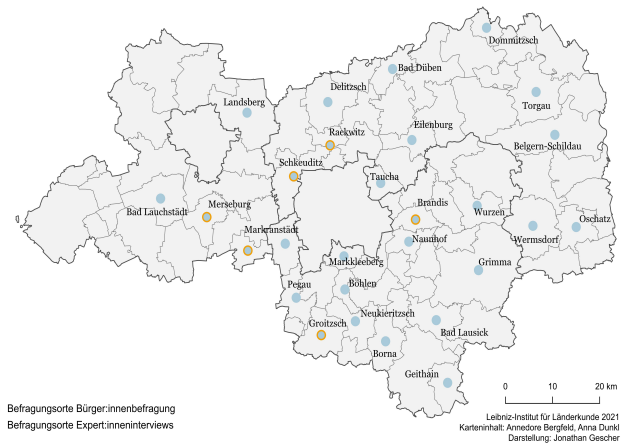 Dommitzsch
Bad Düben
Delitzsch
Torgau
Landsberg
Eilenburg
Rackwitz
Belgern-Schildau
Schkeuditz
Taucha
Brandis
Merseburg
Bad Lauchstädt
Wurzen
Oschatz
Markranstädt
Naunhof
Wermsdorf
Markkleeberg
Grimma
Pegau
Böhlen
Neukieritzsch
Groitzsch
Bad Lausick
Borna
Geithain
0 10 20 km
Befragungsorte Bürger:innenbefragung
Befragungsorte Expert:inneninterviews
Leibniz-Institut für Länderkunde 2021
Karteninhalt: Annedore Bergfeld, Anna Dunkl
Darstellung: Jonathan Gescher